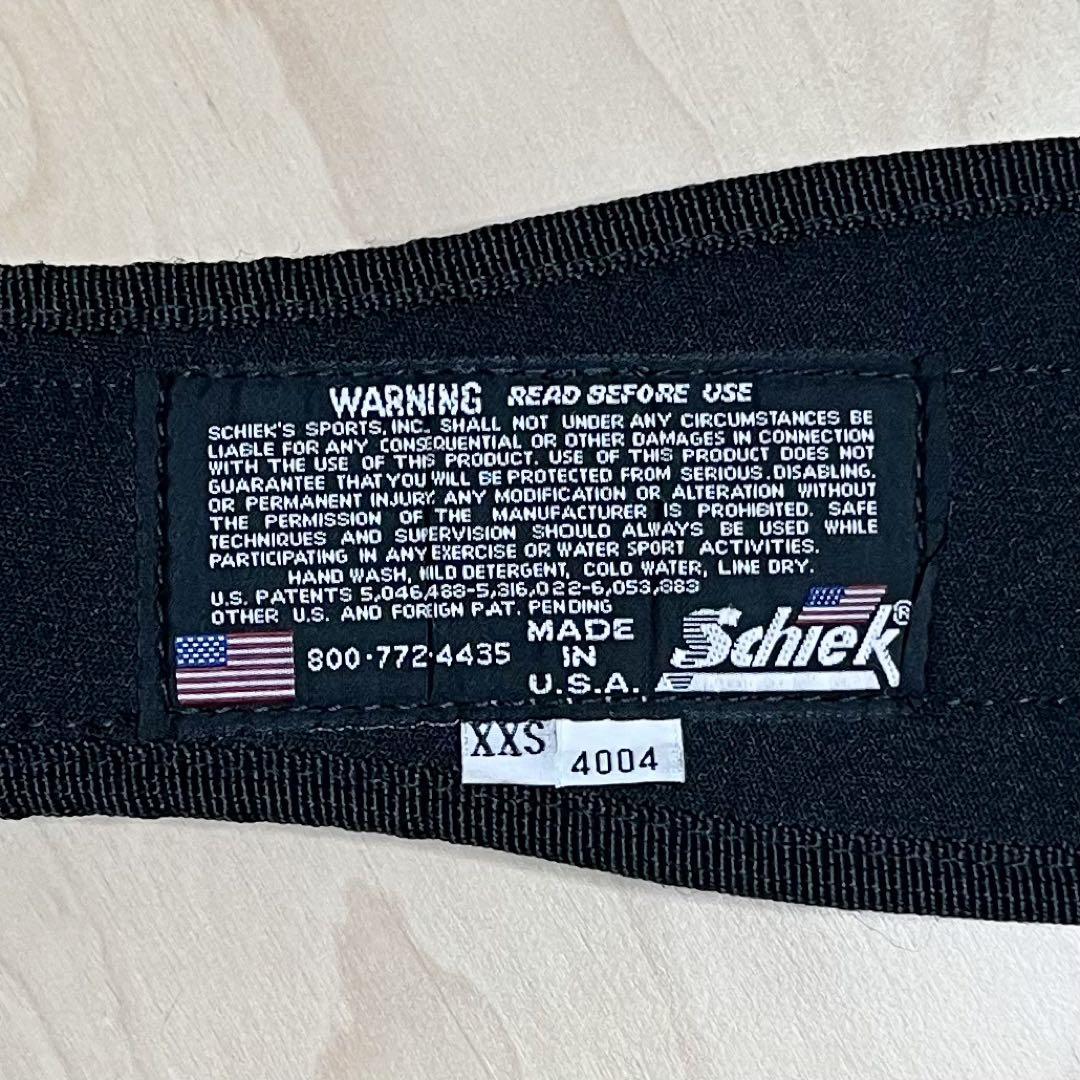 WARNING READ BEFORE USE
SCHIEK'S SPORTS, INC. SHALL NOT UNDER ANY CIRCUMSTANCES BE
LIABLE FOR ANY CONSEQUENTIAL OR OTHER DAMAGES IN CONNECTION
WITH THE USE OF THIS PRODUCT. USE OF THIS PRODUCT DOES NOT
GUARANTEE THAT YOU WILL BE PROTECTED FROM SERIOUS. DISABLING.
OR PERMANENT INJURY. ANY MODIFICATION OR ALTERATION WITHOUT
THE PERMISSION OF THE MANUFACTURER IS PROHIBITED. SAFE
TECHNIQUES AND SUPERVISION SHOULD ALWAYS BE USED WHILE
PARTICIPATING IN ANY EXERCISE OR WATER SPORT ACTIVITIES.
HAND WASH, MILD DETERGENT, COLD WATER, LINE DRY.
U.S. PATENTS 5,046,488-5,316,022-6,053,883
OTHER U.S. AND FOREIGN PAT. PENDING
800·772·4435
MADE
IN
U.S.A.
Schiek®
XXS
4004